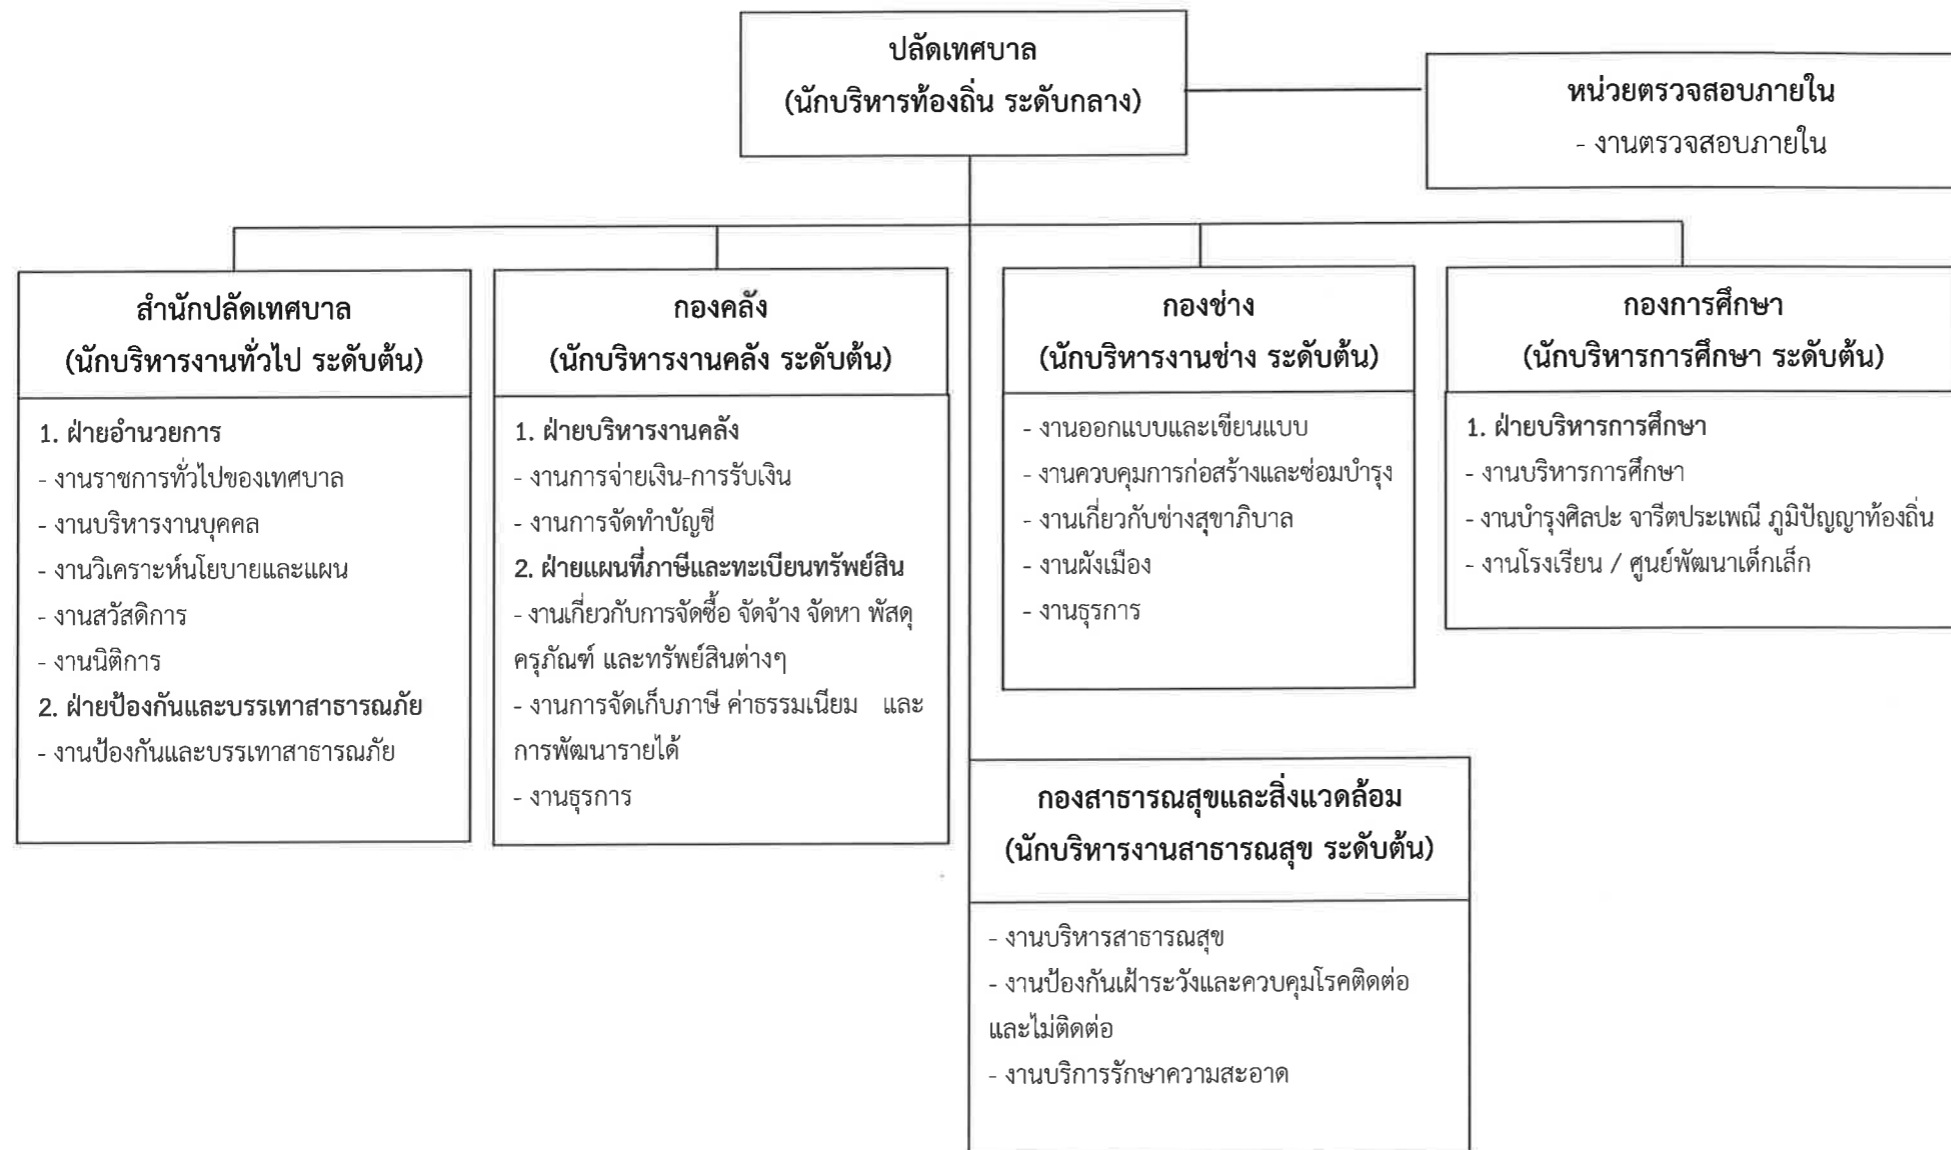 ปลัดเทศบาล
(นักบริหารท้องถิ่น ระดับกลาง)
หน่วยตรวจสอบภายใน
- งานตรวจสอบภายใน
สำนักปลัดเทศบาล
(นักบริหารงานทั่วไป ระดับต้น)
1. ฝ่ายอำนวยการ
- งานราชการทั่วไปของเทศบาล
- งานบริหารงานบุคคล
- งานวิเคราะห์นโยบายและแผน
- งานสวัสดิการ
- งานนิติการ
2. ฝ่ายป้องกันและบรรเทาสาธารณภัย
- งานป้องกันและบรรเทาสาธารณภัย
กองคลัง
(นักบริหารงานคลัง ระดับต้น)
1. ฝ่ายบริหารงานคลัง
- งานการจ่ายเงิน-การรับเงิน
- งานการจัดทำบัญชี
2. ฝ่ายแผนที่ภาษีและทะเบียนทรัพย์สิน
- งานเกี่ยวกับการจัดซื้อ จัดจ้าง จัดหา พัสดุ
ครุภัณฑ์ และทรัพย์สินต่างๆ
- งานการจัดเก็บภาษี ค่าธรรมเนียม และ
การพัฒนารายได้
- งานธุรการ
กองช่าง
(นักบริหารงานช่าง ระดับต้น)
- งานออกแบบและเขียนแบบ
- งานควบคุมการก่อสร้างและซ่อมบำรุง
- งานเกี่ยวกับช่างสุขาภิบาล
- งานผังเมือง
- งานธุรการ
กองการศึกษา
(นักบริหารการศึกษา ระดับต้น)
1. ฝ่ายบริหารการศึกษา
- งานบริหารการศึกษา
- งานบำรุงศิลปะ จารีตประเพณี ภูมิปัญญาท้องถิ่น
- งานโรงเรียน / ศูนย์พัฒนาเด็กเล็ก
กองสาธารณสุขและสิ่งแวดล้อม
(นักบริหารงานสาธารณสุข ระดับต้น)
- งานบริหารสาธารณสุข
- งานป้องกันเฝ้าระวังและควบคุมโรคติดต่อ
และไม่ติดต่อ
- งานบริการรักษาความสะอาด